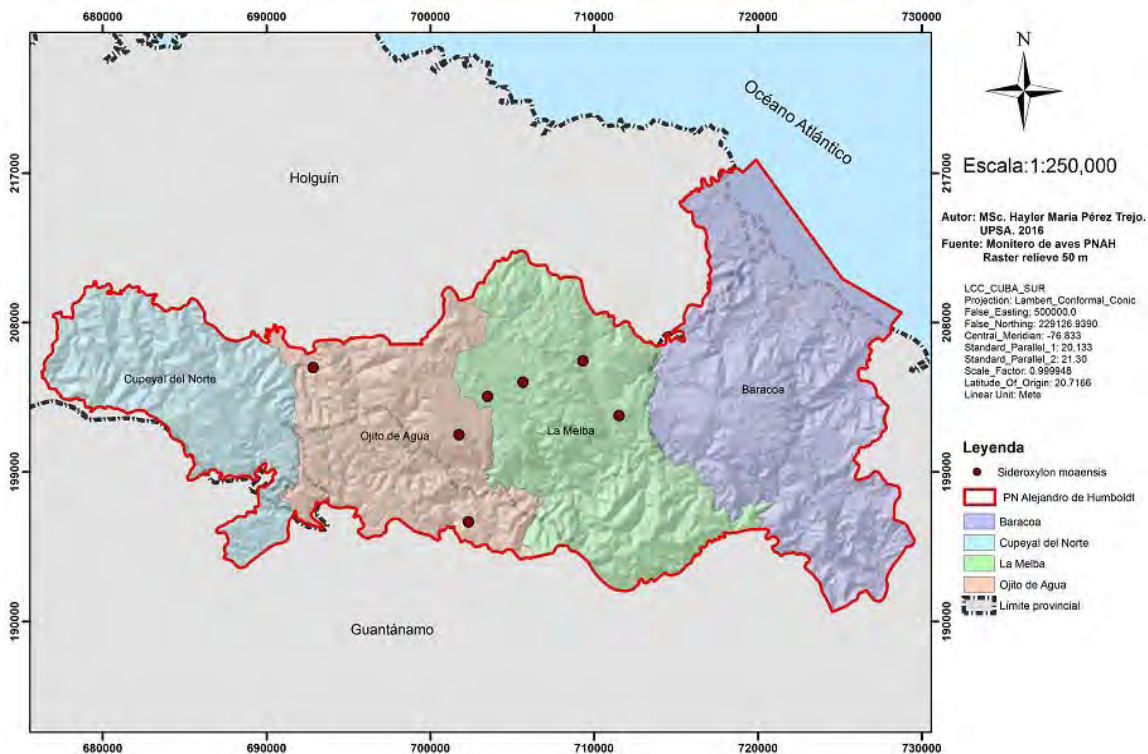 680000 690000 700000 710000 720000 730000
N
Océano Atlántico
Escala:1:250,000
217000 217000
Holguín
Autor: MSc. Hayler Maria Pérez Trejo.
UPSA. 2016
Fuente: Monitero de aves PNAH
Raster relieve 50 m
LCC_CUBA_SUR
Projection: Lambert_Conformal_Conic
False_Easting: 500000.0
False_Northing: 229126.9390
Central_Meridian: -76.833
Standard_Parallel_1: 20.133
Standard_Parallel_2: 21.30
Scale_Factor: 0.999948
Latitude_Of_Origin: 20.7166
Linear Unit: Mete
208000 208000
Cupeyal del Norte
Ojito de Agua
La Melba
Baracoa
199000 199000
Leyenda
Sideroxylon moaensis
PN Alejandro de Humboldt
Baracoa
Cupeyal del Norte
La Melba
Ojito de Agua
Límite provincial
190000 190000
Guantánamo
680000 690000 700000 710000 720000 730000